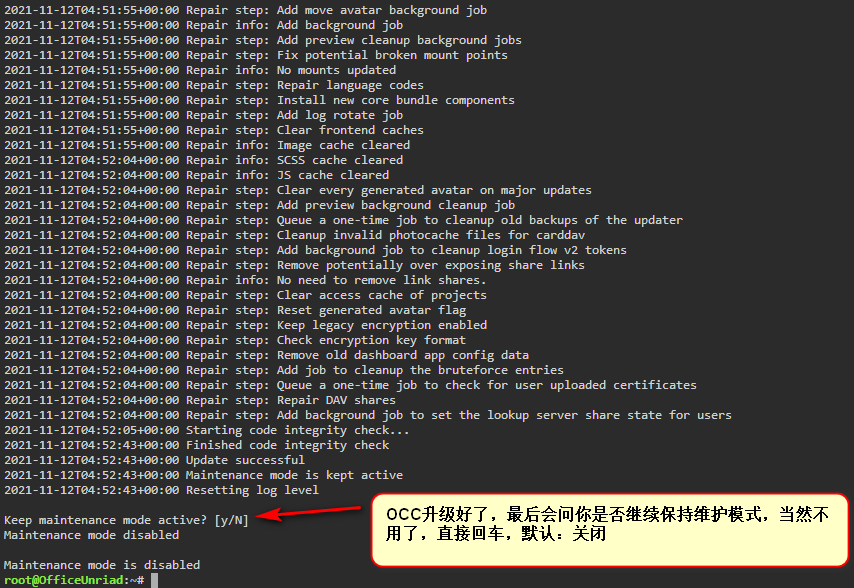 2021-11-12T04:51:55+00:00 Repair step: Add move avatar background job
2021-11-12T04:51:55+00:00 Repair info: Add background job
2021-11-12T04:51:55+00:00 Repair step: Add preview cleanup background jobs
2021-11-12T04:51:55+00:00 Repair step: Fix potential broken mount points
2021-11-12T04:51:55+00:00 Repair info: No mounts updated
2021-11-12T04:51:55+00:00 Repair step: Repair language codes
2021-11-12T04:51:55+00:00 Repair step: Install new core bundle components
2021-11-12T04:51:55+00:00 Repair step: Add log rotate job
2021-11-12T04:51:55+00:00 Repair step: Clear frontend caches
2021-11-12T04:51:55+00:00 Repair info: Image cache cleared
2021-11-12T04:52:04+00:00 Repair info: SCSS cache cleared
2021-11-12T04:52:04+00:00 Repair info: JS cache cleared
2021-11-12T04:52:04+00:00 Repair step: Clear every generated avatar on major updates
2021-11-12T04:52:04+00:00 Repair step: Add preview background cleanup job
2021-11-12T04:52:04+00:00 Repair step: Queue a one-time job to cleanup old backups of the updater
2021-11-12T04:52:04+00:00 Repair step: Cleanup invalid photocache files for carddav
2021-11-12T04:52:04+00:00 Repair step: Add background job to cleanup login flow v2 tokens
2021-11-12T04:52:04+00:00 Repair step: Remove potentially over exposing share links
2021-11-12T04:52:04+00:00 Repair info: No need to remove link shares.
2021-11-12T04:52:04+00:00 Repair step: Clear access cache of projects
2021-11-12T04:52:04+00:00 Repair step: Reset generated avatar flag
2021-11-12T04:52:04+00:00 Repair step: Keep legacy encryption enabled
2021-11-12T04:52:04+00:00 Repair step: Check encryption key format
2021-11-12T04:52:04+00:00 Repair step: Remove old dashboard app config data
2021-11-12T04:52:04+00:00 Repair step: Add job to cleanup the bruteforce entries
2021-11-12T04:52:04+00:00 Repair step: Queue a one-time job to check for user uploaded certificates
2021-11-12T04:52:04+00:00 Repair step: Repair DAV shares
2021-11-12T04:52:04+00:00 Repair step: Add background job to set the lookup server share state for users
2021-11-12T04:52:05+00:00 Starting code integrity check...
2021-11-12T04:52:43+00:00 Finished code integrity check
2021-11-12T04:52:43+00:00 Update successful
2021-11-12T04:52:43+00:00 Maintenance mode is kept active
2021-11-12T04:52:43+00:00 Resetting log level
Keep maintenance mode active? [y/N]
Maintenance mode disabled
OCC升级好了，最后会问你是否继续保持维护模式，当然不
用了，直接回车，默认：关闭
Maintenance mode is disabled
root@OfficeUnriad:~#